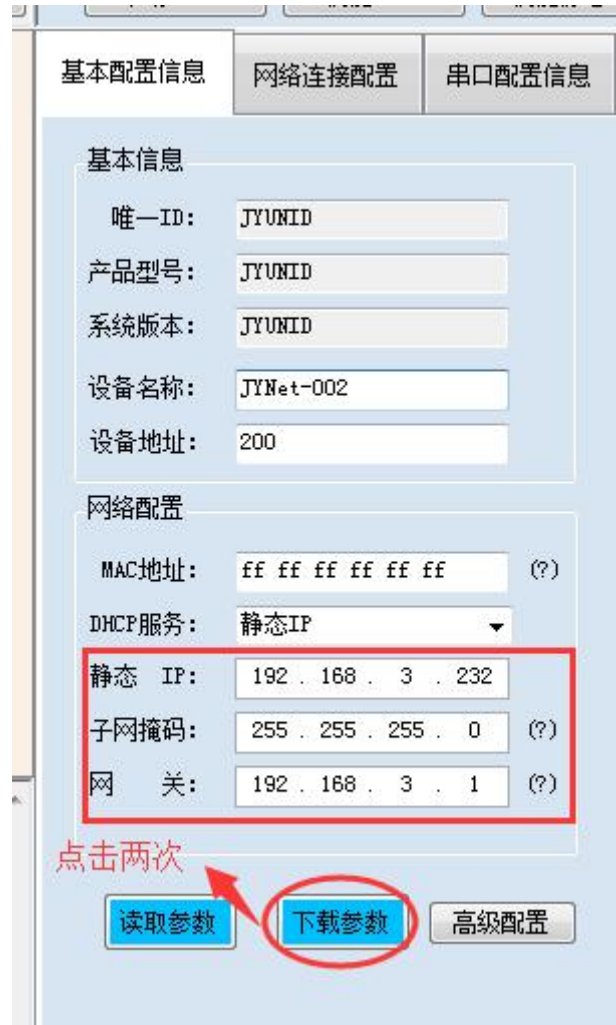 基本配置信息 网络连接配置 串口配置信息
基本信息
唯一ID: JYUNID
产品型号: JYUNID
系统版本: JYUNID
设备名称: JYNet-002
设备地址: 200
网络配置
MAC地址: ff ff ff ff ff ff (?)
DHCP服务: 静态IP
静态 IP: 192 . 168 . 3 . 232
子网掩码: 255 . 255 . 255 . 0 (?)
网 关: 192 . 168 . 3 . 1 (?)
点击两次
读取参数 下载参数 高级配置